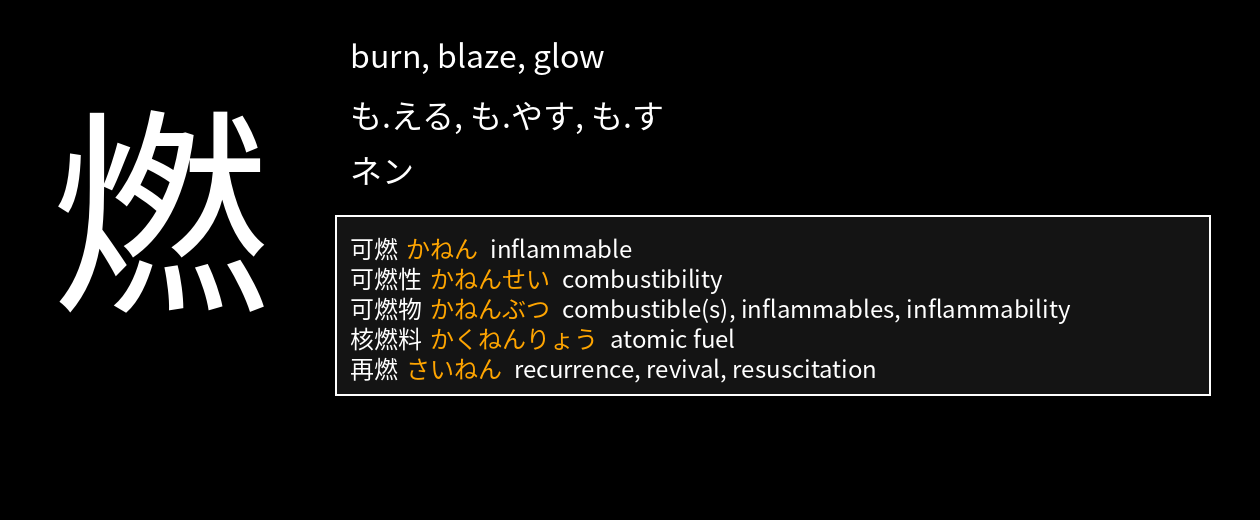 燃
burn, blaze, glow
も.える, も.やす, も.す
ネン
可燃 かねん inflammable
可燃性 かねんせい combustibility
可燃物 かねんぶつ combustible(s), inflammables, inflammability
核燃料 かくねんりょう atomic fuel
再燃 さいねん recurrence, revival, resuscitation